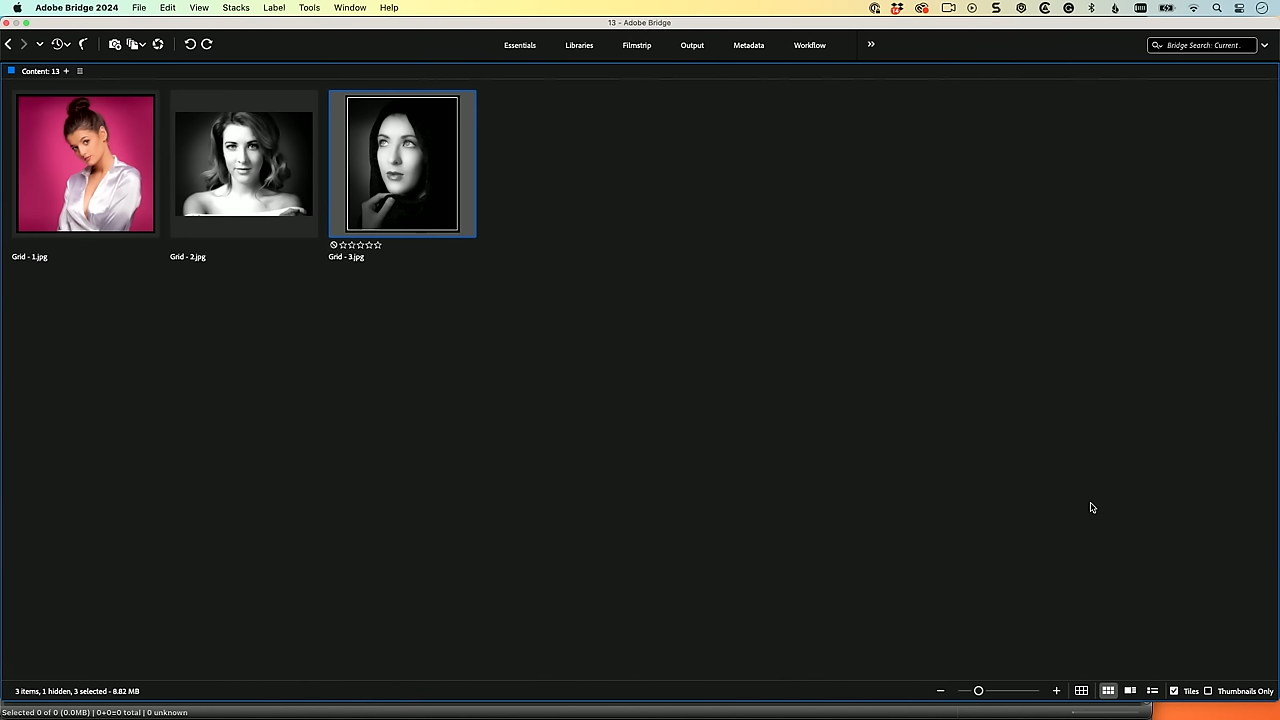 Adobe Bridge 2024 File Edit View Stacks Label Tools Window Help
13 - Adobe Bridge
Essentials Libraries Filmstrip Output Metadata Workflow » Bridge Search: Current.
Content: 13
Grid - 1.jpg Grid - 2.jpg Grid - 3.jpg
3 items, 1 hidden, 3 selected - 8.82 MB Tiles Thumbnails Only
Selected 0 of 0 (0.0MB) | 0+0=0 total | 0 unknown